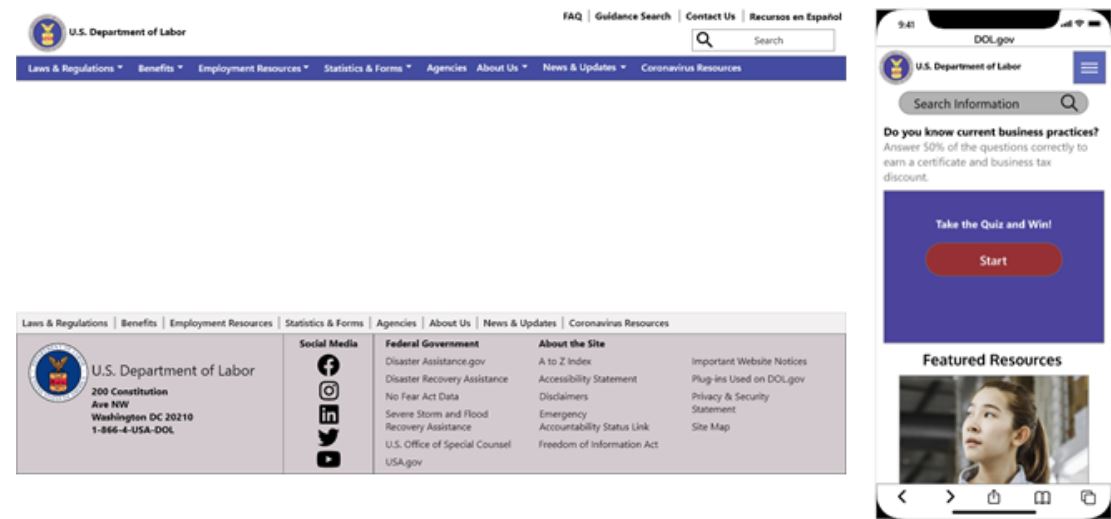 FAQ | Guidance Search | Contact Us | Recursos en Español
U.S. Department of Labor
Search
Laws & Regulations Benefits Employment Resources Statistics & Forms Agencies About Us News & Updates Coronavirus Resources
Laws & Regulations | Benefits | Employment Resources | Statistics & Forms | Agencies | About Us | News & Updates | Coronavirus Resources
U.S. Department of Labor
200 Constitution
Ave NW
Washington DC 20210
1-866-4-USA-DOL
Social Media
Federal Government
Disaster Assistance.gov
Disaster Recovery Assistance
No Fear Act Data
Severe Storm and Flood
Recovery Assistance
U.S. Office of Special Counsel
USA.gov
About the Site
A to Z Index
Accessibility Statement
Disclaimers
Emergency
Accountability Status Link
Freedom of Information Act
Important Website Notices
Plug-ins Used on DOL.gov
Privacy & Security
Statement
Site Map
9:41
DOL.gov
U.S. Department of Labor
Search Information
Do you know current business practices?
Answer 50% of the questions correctly to
earn a certificate and business tax
discount.
Take the Quiz and Win!
Start
Featured Resources